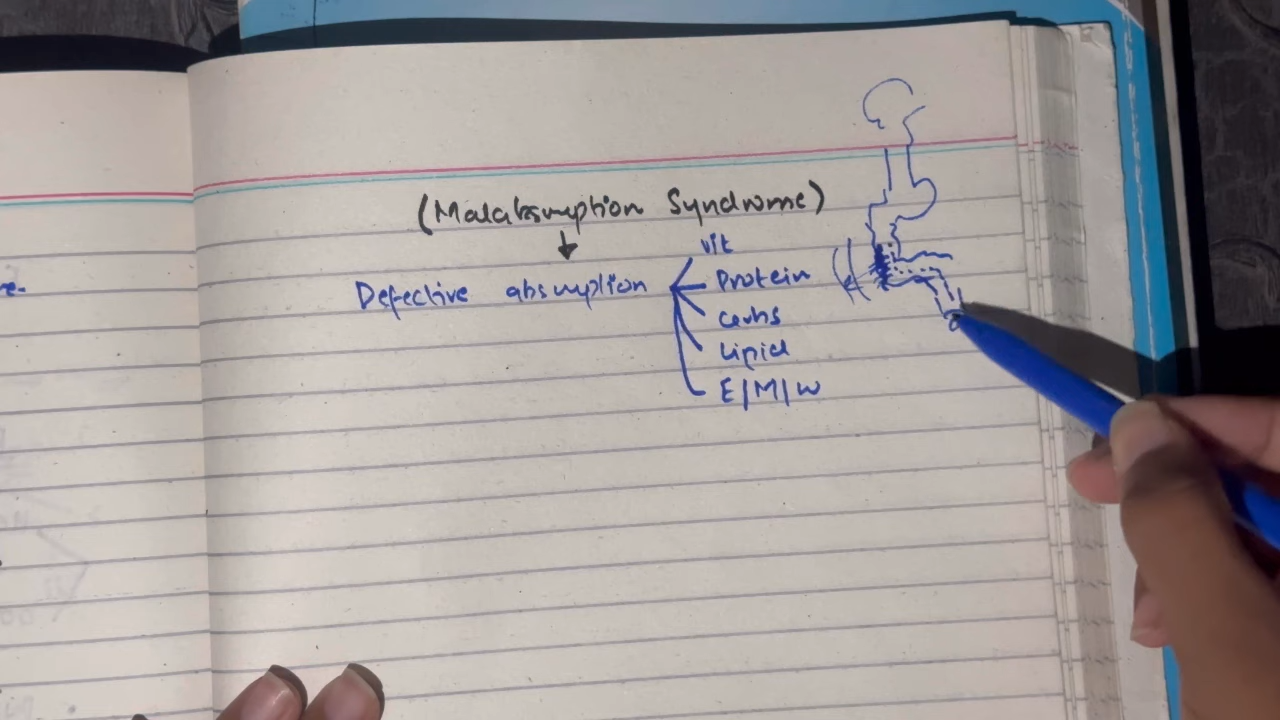 (Malabsorption Syndrome)
Defective absorption
vit
Protein
carbs
Lipid
E/M/W